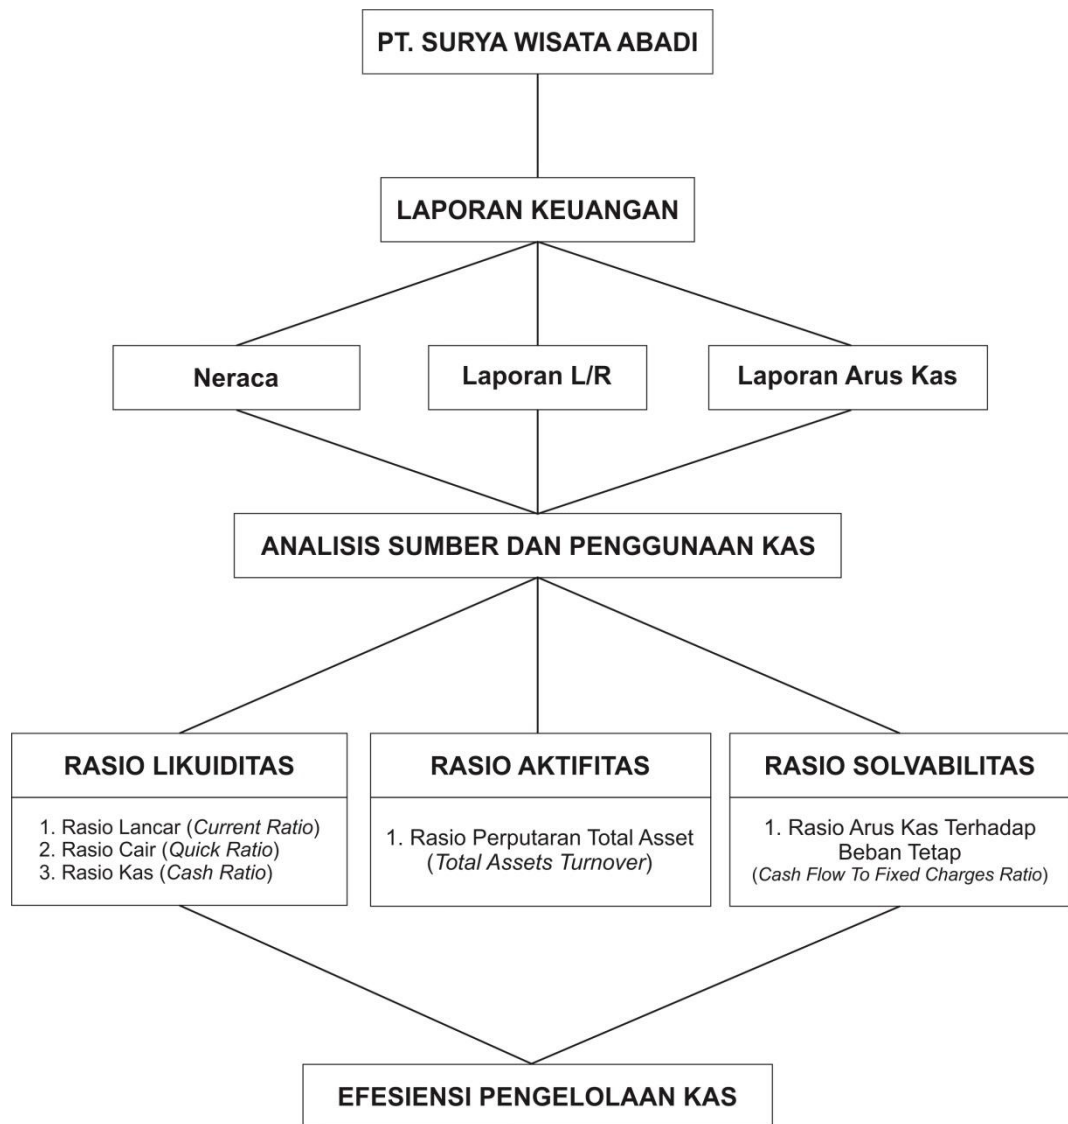 PT. SURYA WISATA ABADI
LAPORAN KEUANGAN
Neraca
Laporan L/R
Laporan Arus Kas
ANALISIS SUMBER DAN PENGGUNAAN KAS
RASIO LIKUIDITAS
1. Rasio Lancar (Current Ratio)
2. Rasio Cair (Quick Ratio)
3. Rasio Kas (Cash Ratio)
RASIO AKTIFITAS
1. Rasio Perputaran Total Asset
(Total Assets Turnover)
RASIO SOLVABILITAS
1. Rasio Arus Kas Terhadap
Beban Tetap
(Cash Flow To Fixed Charges Ratio)
EFESIENSI PENGELOLAAN KAS